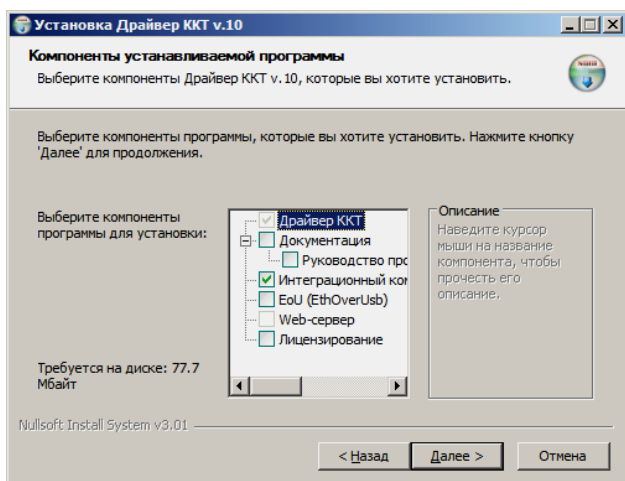 Установка Драйвер ККТ v.10
Компоненты устанавливаемой программы
Выберите компоненты Драйвер ККТ v.10, которые вы хотите установить.
Выберите компоненты программы, которые вы хотите установить. Нажмите кнопку
'Далее' для продолжения.
Выберите компоненты
программы для установки:
Драйвер ККТ
Документация
Руководство прс
Интеграционный ком
EoU (EthOverUsb)
Web-сервер
Лицензирование
Описание
Наведите курсор
мыши на название
компонента, чтобы
прочесть его
описание.
Требуется на диске: 77.7
Мбайт
Nullsoft Install System v3.01
< Назад
Далее >
Отмена